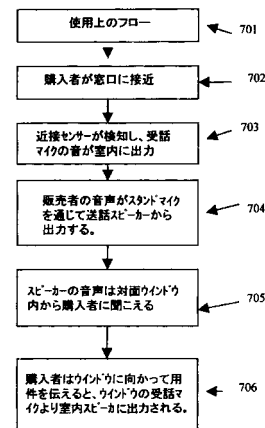 使用上のフロー
701
購入者が窓口に接近
702
近接センサーが検知し、受話
マイクの音が室内に出力
703
販売者の音声がスタンドマイク
を通じて送話スピーカーから
出力する。
704
スピーカーの音声は対面ウインドウ
内から購入者に聞こえる
705
購入者はウインドウに向かって用
件を伝えると、ウインドウの受話マ
イクより室内スピーカに出力される。
706